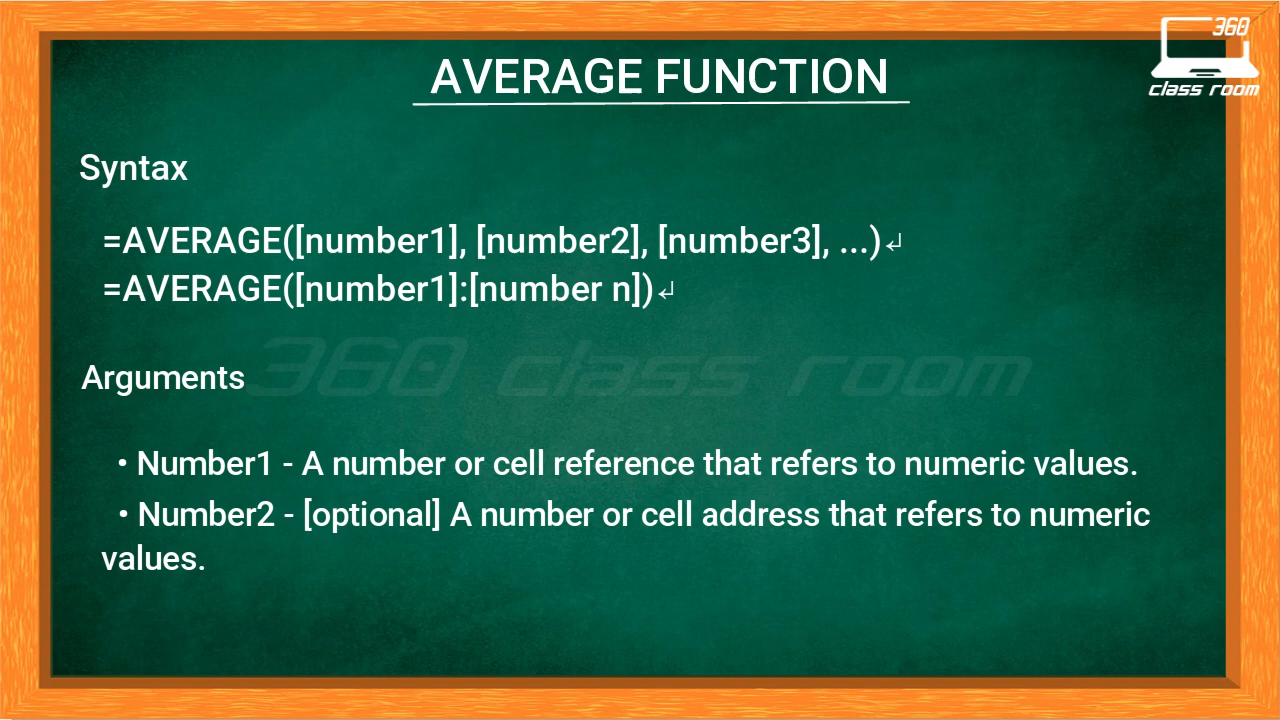 360
class room
AVERAGE FUNCTION
Syntax
=AVERAGE([number1], [number2], [number3], ...)↲
=AVERAGE([number1]:[number n])↲
360 class room
Arguments
• Number1 - A number or cell reference that refers to numeric values.
• Number2 - [optional] A number or cell address that refers to numeric
values.